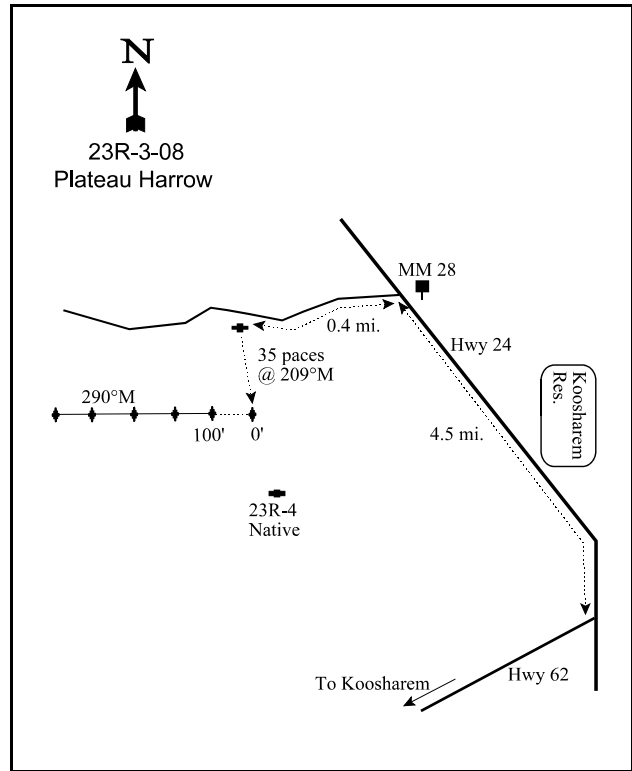 N
23R-3-08
Plateau Harrow
MM 28
0.4 mi.
Hwy 24
35 paces
@ 209°M
Koosharem
Res.
290°M
100'
0'
4.5 mi.
23R-4
Native
To Koosharem
Hwy 62